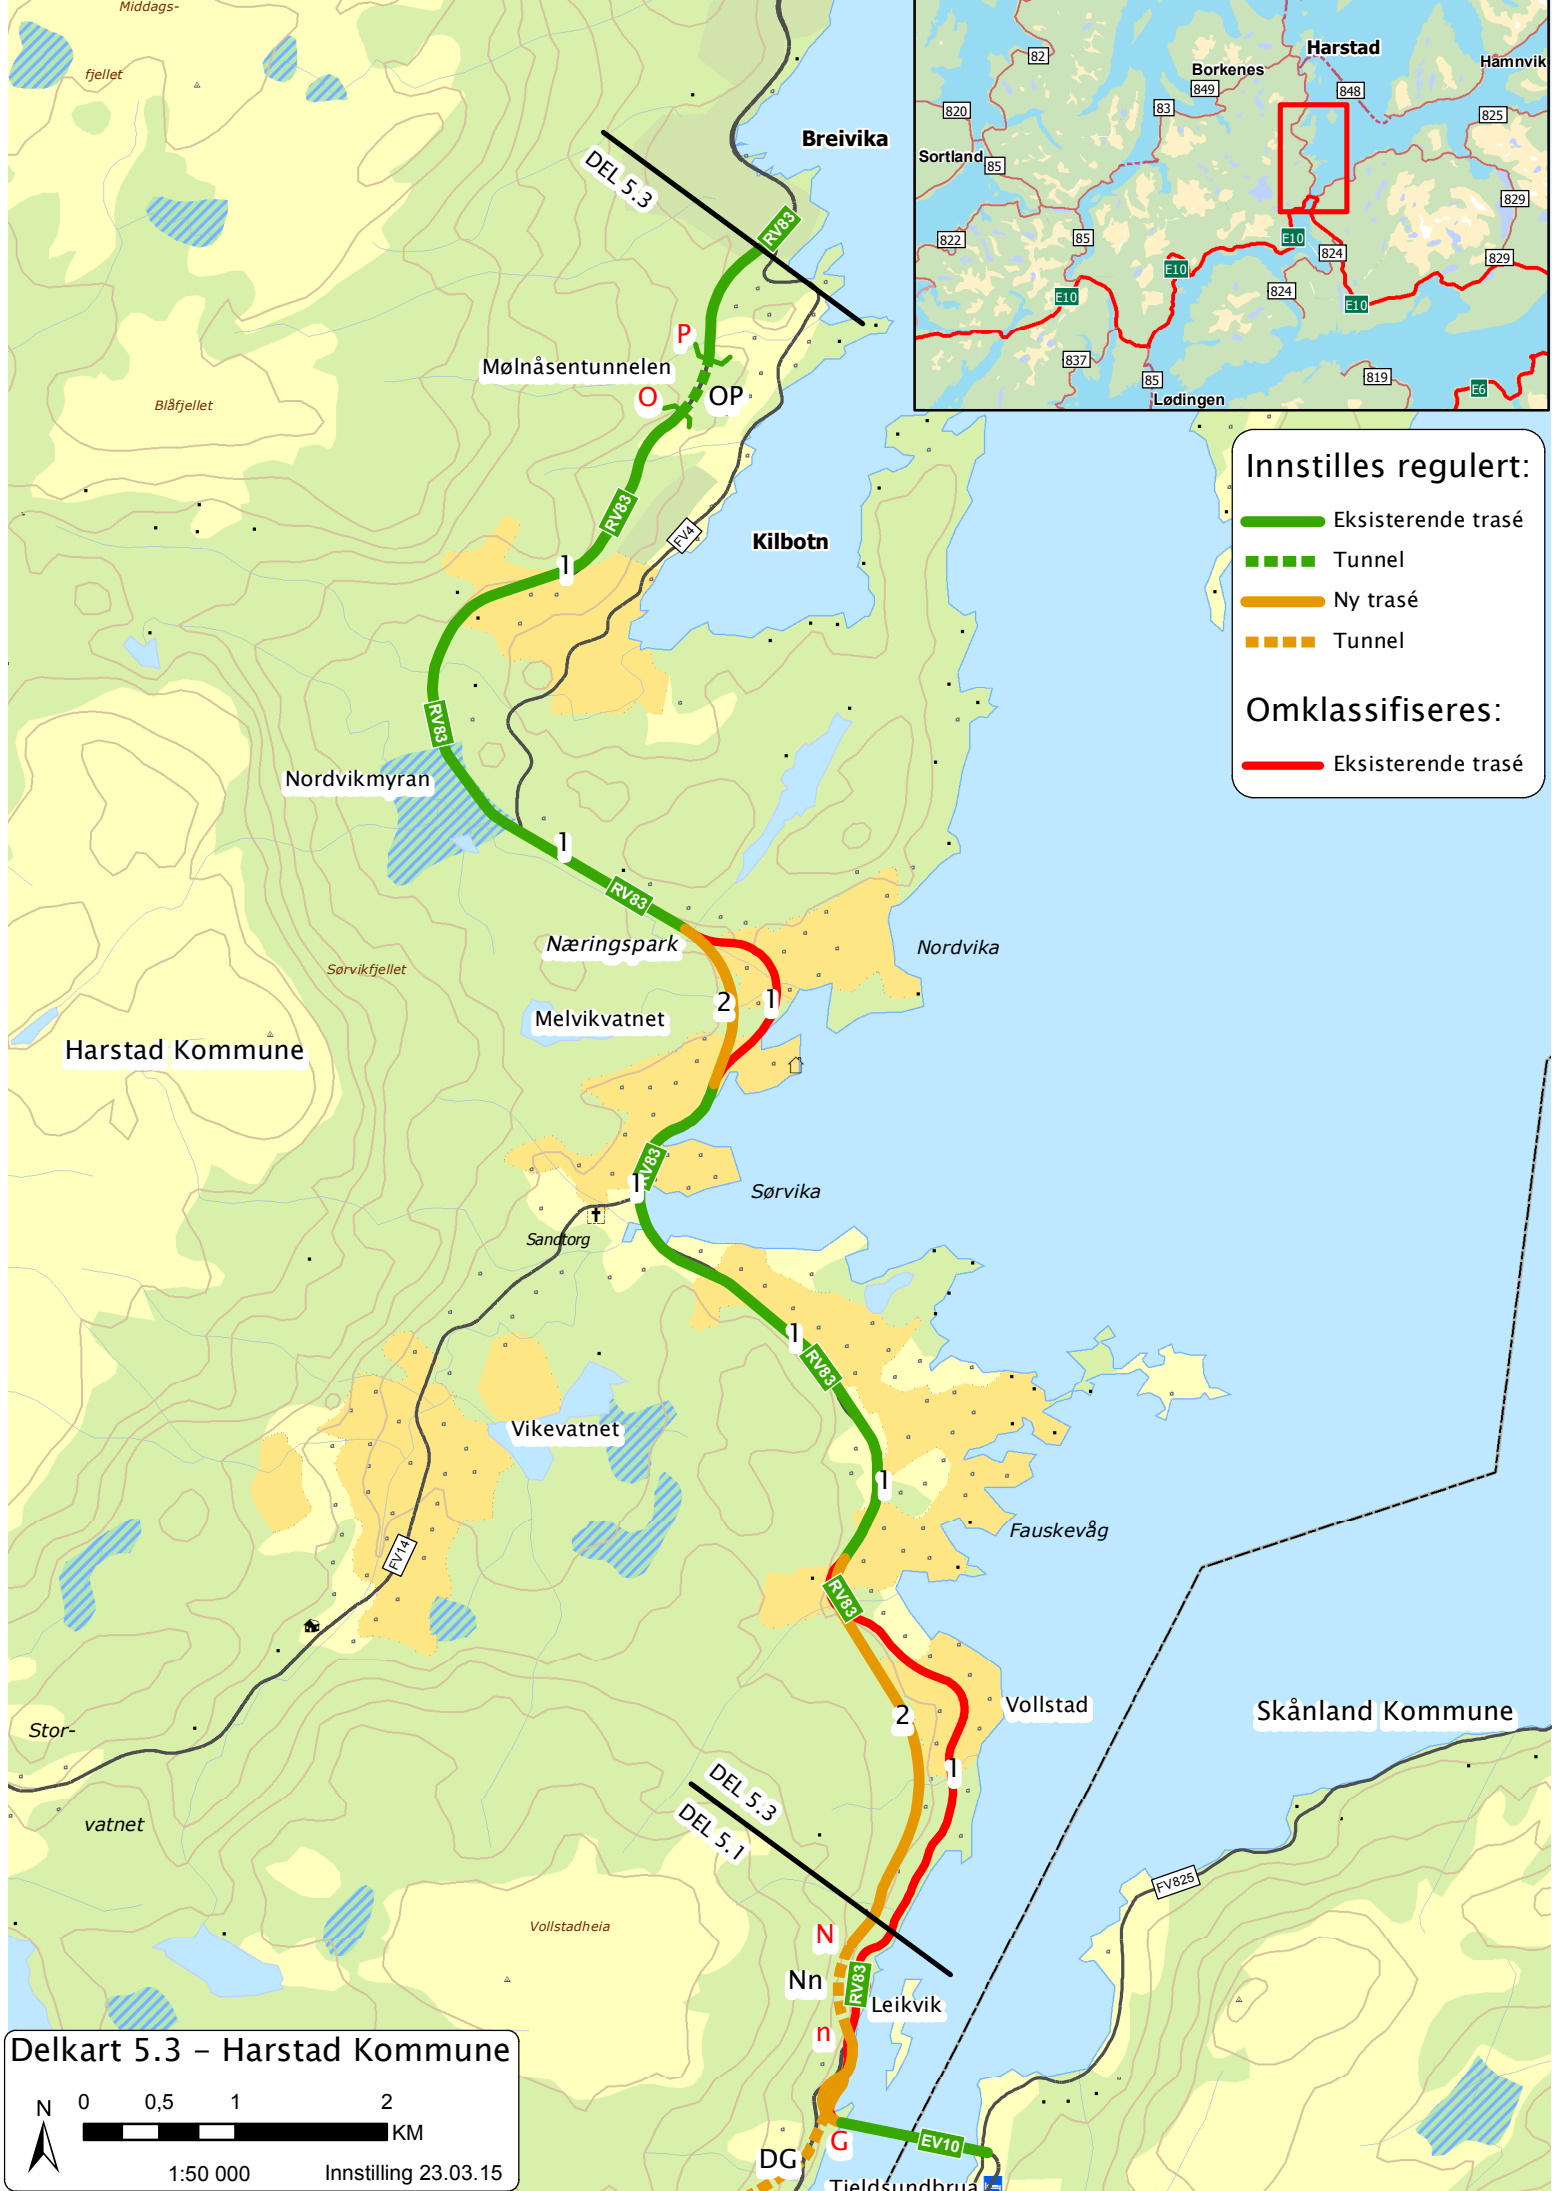 Middags-
fjellet
Breivika
DEL 5.3
RV83
P
Mølnåsentunnelen
O
OP
Blåfjellet
RV83
FV4
Kilbotn
1
RV83
Nordvikmyran
1
RV83
Næringspark
Nordvika
Sørvikfjellet
2
1
Melvikvatnet
Harstad Kommune
RV83
1
Sørvika
Sandtorg
1
RV83
Vikevatnet
1
Fauskevåg
FV14
RV83
Vollstad
2
Skånland Kommune
Stor-
vatnet
1
DEL 5.3
DEL 5.1
FV825
Vollstadheia
N
Nn
RV83
Leikvik
n
G
EV10
DG
Tjeldsundbrua
Harstad
Borkenes
Hamnvik
Sortland
Lødingen
82
849
848
83
820
825
85
829
822
85
E10
824
829
E10
824
E10
E10
837
85
819
E6
Innstilles regulert:
Eksisterende trasé
Tunnel
Ny trasé
Tunnel
Omklassifiseres:
Eksisterende trasé
Delkart 5.3 – Harstad Kommune
N
0 0,5 1 2
KM
1:50 000
Innstilling 23.03.15